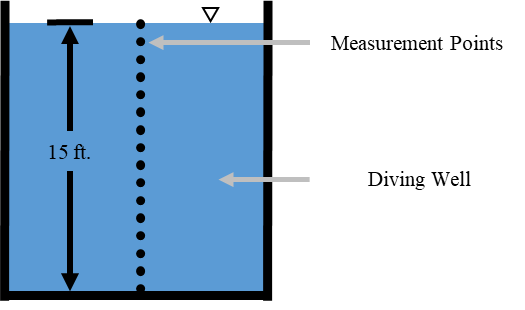 Measurement Points
15 ft.
Diving Well